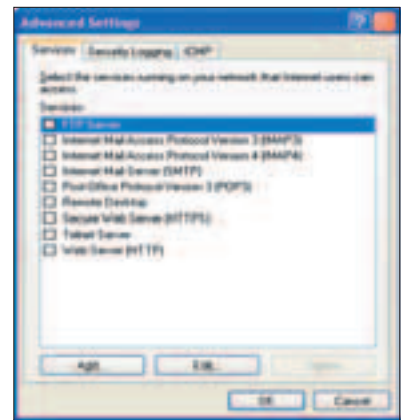 Advanced Settings
Services Security Logging ICMP
Select the services running on your network that Internet users can
access.
Services
FTP Server
Internet Mail Access Protocol Version 3 (IMAP3)
Internet Mail Access Protocol Version 4 (IMAP4)
Internet Mail Server (SMTP)
Post-Office Protocol Version 3 (POP3)
Remote Desktop
Secure Web Server (HTTPS)
Telnet Server
Web Server (HTTP)
Add... Edit...
OK Cancel